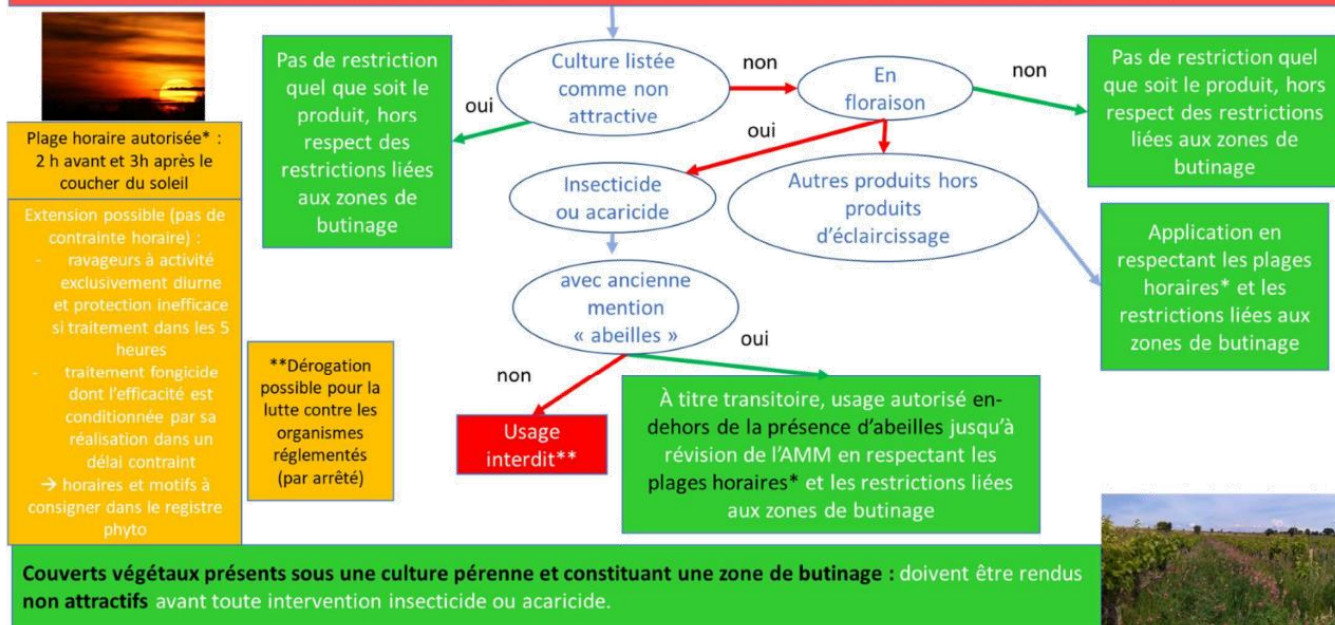 Plage horaire autorisée* :
2 h avant et 3h après le
coucher du soleil
Extension possible (pas de
contrainte horaire) :
- ravageurs à activité
exclusivement diurne
et protection inefficace
si traitement dans les 5
heures
- traitement fongicide
dont l'efficacité est
conditionnée par sa
réalisation dans un
délai contraint
→ horaires et motifs à
consigner dans le registre
phyto
Pas de restriction
quel que soit le
produit, hors
respect des
restrictions liées
aux zones de
butinage
oui
Culture listée
comme non
attractive
non
En
floraison
non
Pas de restriction quel
que soit le produit, hors
respect des restrictions
liées aux zones de
butinage
oui
Insecticide
ou acaricide
Autres produits hors
produits
d'éclaircissage
Application en
respectant les plages
horaires* et les
restrictions liées aux
zones de butinage
avec ancienne
mention
« abeilles »
oui
non
**Dérogation
possible pour la
lutte contre les
organismes
réglementés
(par arrêté)
Usage
interdit**
À titre transitoire, usage autorisé en-
dehors de la présence d'abeilles jusqu'à
révision de l'AMM en respectant les
plages horaires* et les restrictions liées
aux zones de butinage
Couverts végétaux présents sous une culture pérenne et constituant une zone de butinage : doivent être rendus
non attractifs avant toute intervention insecticide ou acaricide.